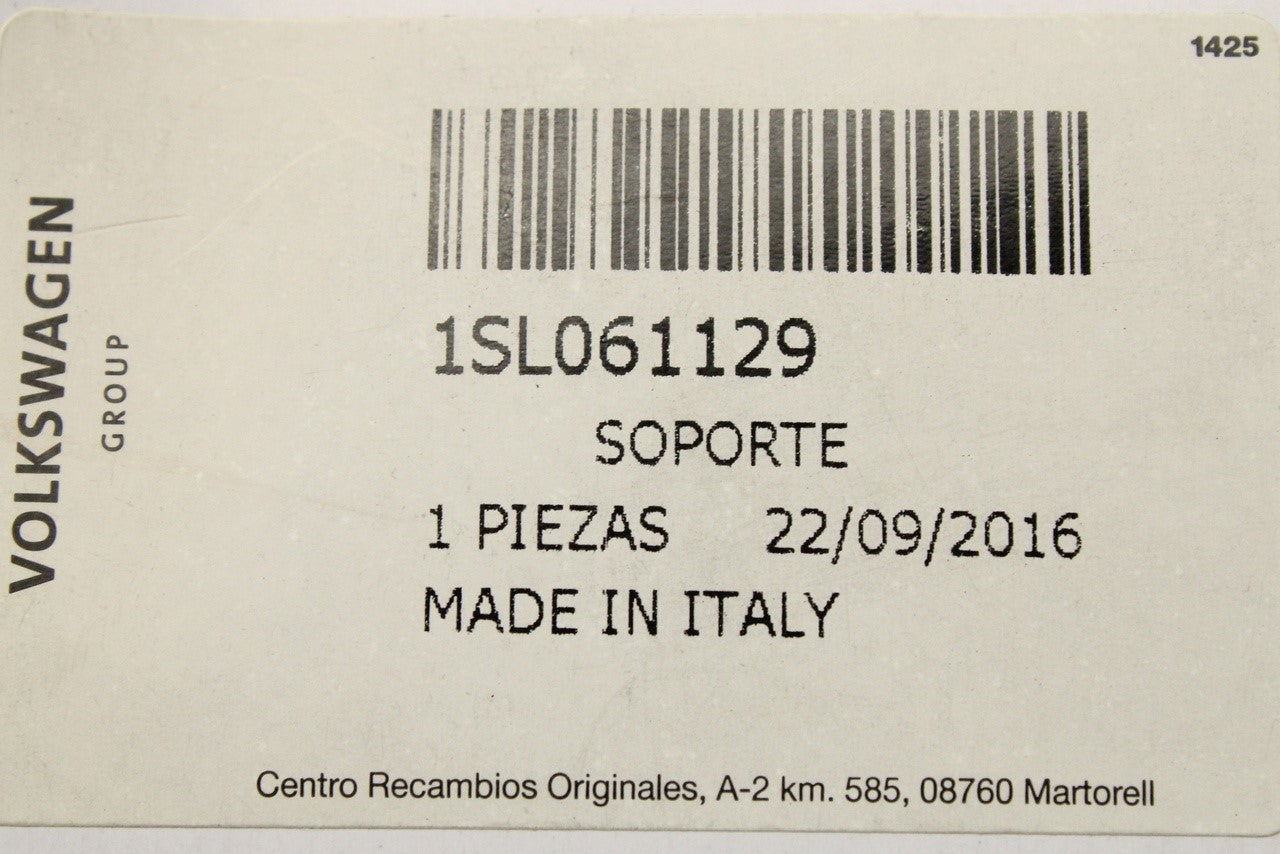 1425
VOLKSWAGEN
GROUP
1SL061129
SOPORTE
1 PIEZAS 22/09/2016
MADE IN ITALY
Centro Recambios Originales, A-2 km. 585, 08760 Martorell